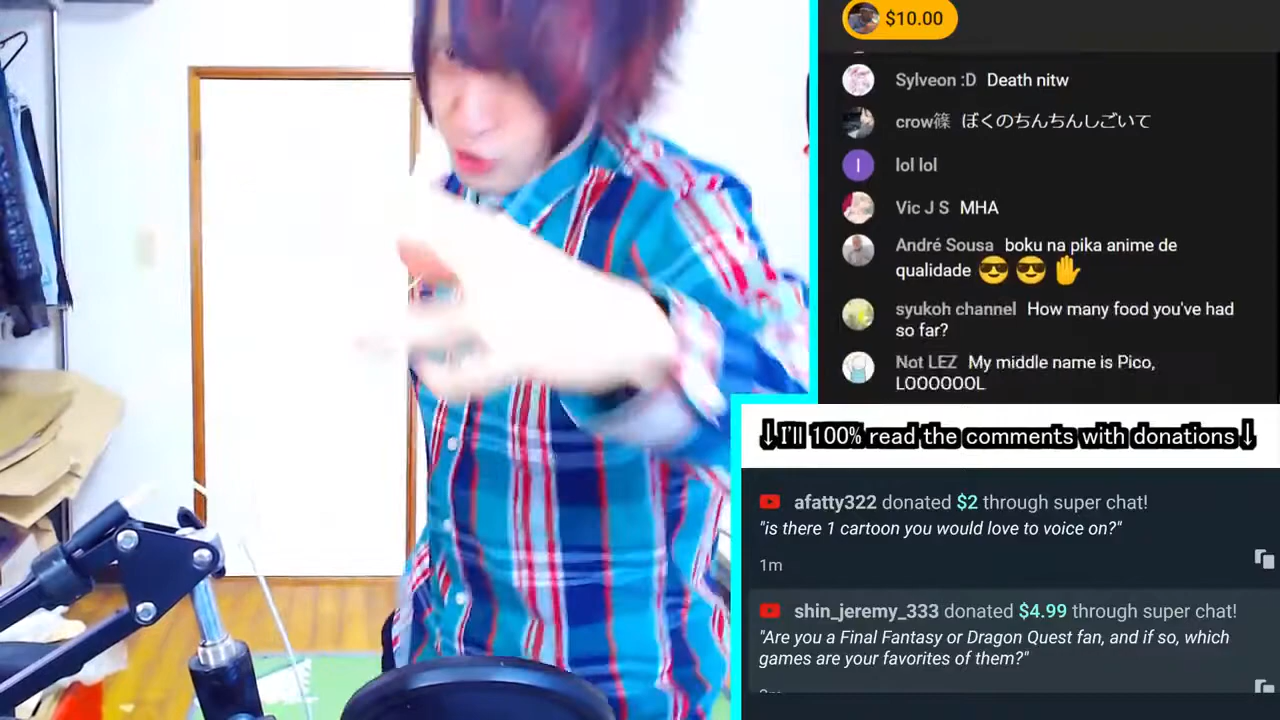 $10.00
Sylveon :D Death nitw
crow篠 ぼくのちんちんしごいて
I
lol lol
Vic J S MHA
André Sousa boku na pika anime de
qualidade 😎 😎 ✋
syukoh channel How many food you've had
so far?
Not LEZ My middle name is Pico,
LOOOOOOL
↓I'll 100% read the comments with donations↓
afatty322 donated $2 through super chat!
"is there 1 cartoon you would love to voice on?"
1m
shin_jeremy_333 donated $4.99 through super chat!
"Are you a Final Fantasy or Dragon Quest fan, and if so, which
games are your favorites of them?"